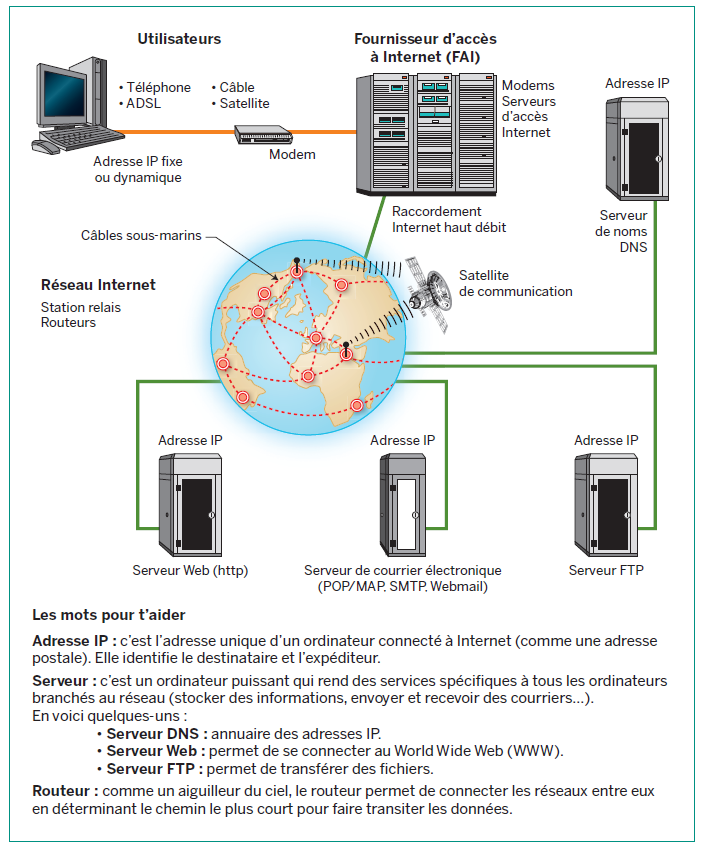 Utilisateurs
• Téléphone
• ADSL
• Câble
• Satellite
Adresse IP fixe
ou dynamique
Modem
Fournisseur d'accès
à Internet (FAI)
Modems
Serveurs
d'accès
Internet
Adresse IP
Serveur
de noms
DNS
Raccordement
Internet haut débit
Câbles sous-marins
Réseau Internet
Station relais
Routeurs
Satellite
de communication
Adresse IP
Serveur Web (http)
Adresse IP
Serveur de courrier électronique
(POP/MAP, SMTP, Webmail)
Adresse IP
Serveur FTP
Les mots pour t'aider
Adresse IP : c'est l'adresse unique d'un ordinateur connecté à Internet (comme une adresse
postale). Elle identifie le destinataire et l'expéditeur.
Serveur : c'est un ordinateur puissant qui rend des services spécifiques à tous les ordinateurs
branchés au réseau (stocker des informations, envoyer et recevoir des courriers...).
En voici quelques-uns :
• Serveur DNS : annuaire des adresses IP.
• Serveur Web : permet de se connecter au World Wide Web (WWW).
• Serveur FTP : permet de transférer des fichiers.
Routeur : comme un aiguilleur du ciel, le routeur permet de connecter les réseaux entre eux
en déterminant le chemin le plus court pour faire transiter les données.